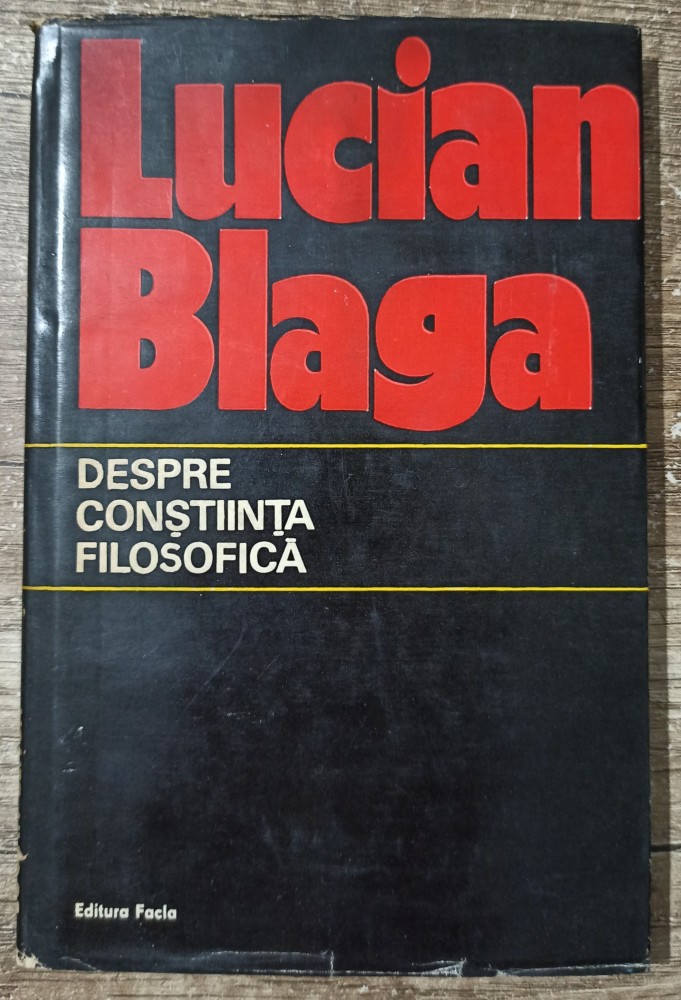 Lucian
Blaga
DESPRE
CONȘTIINȚA
FILOSOFICĂ
Editura Facla